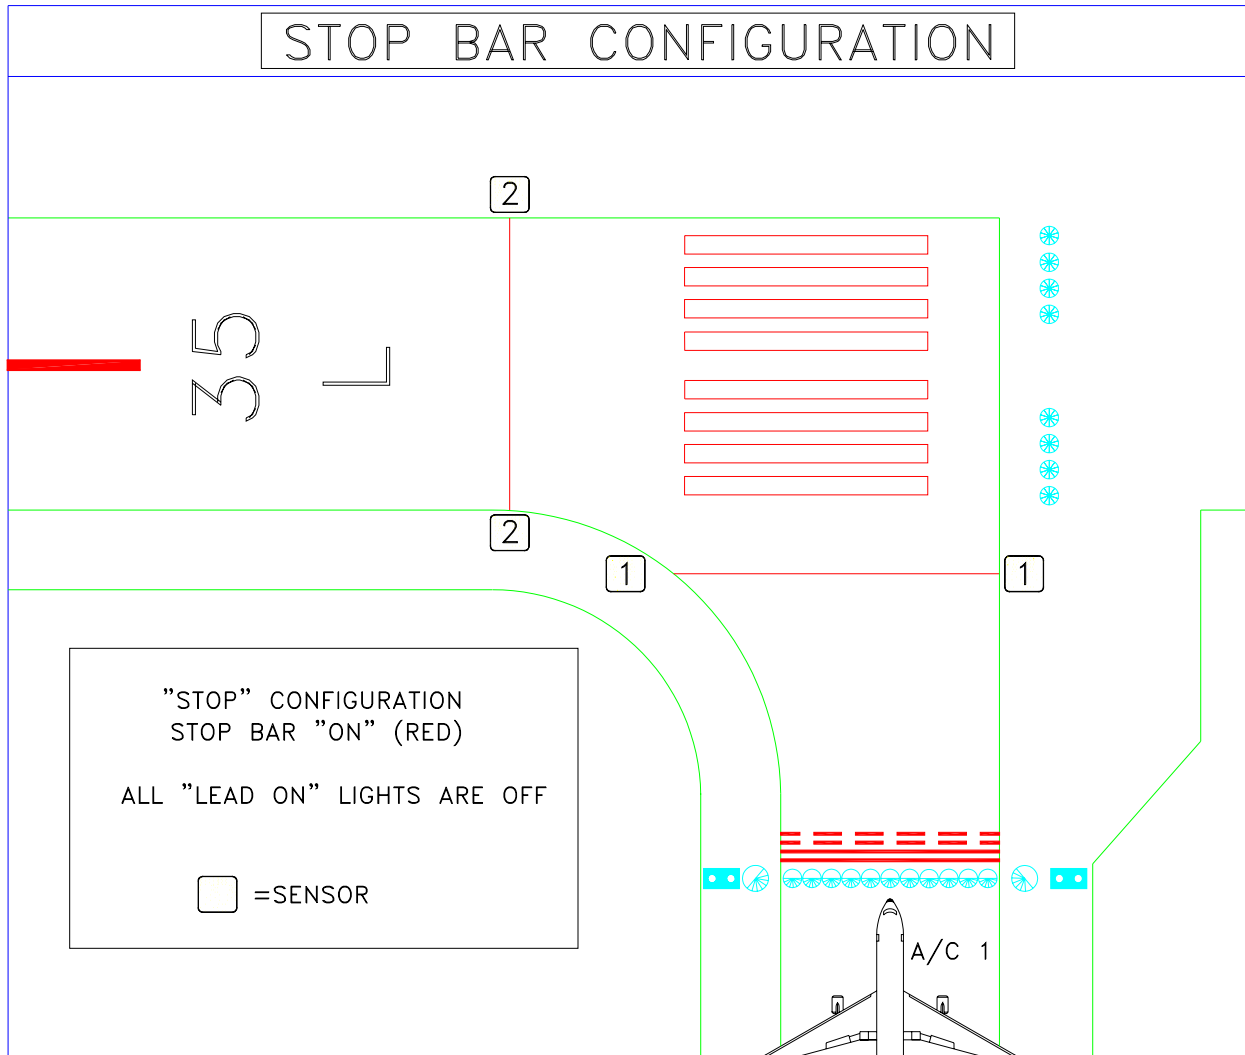 STOP BAR CONFIGURATION
2
35
L
2
1
1
”STOP” CONFIGURATION
STOP BAR ”ON” (RED)
ALL ”LEAD ON” LIGHTS ARE OFF
=SENSOR
A/C 1